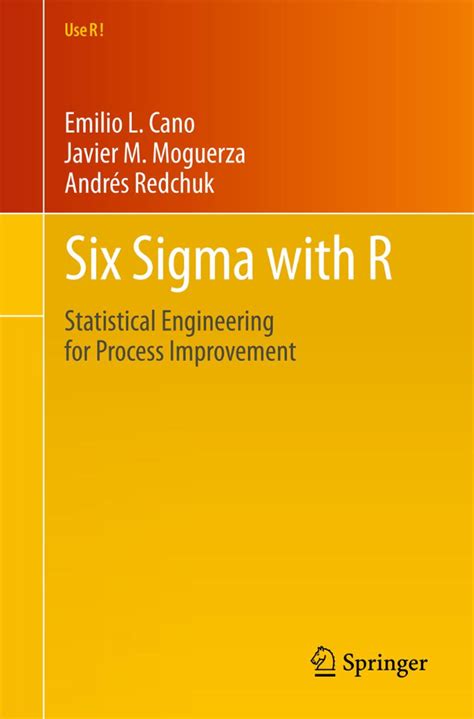 Use R!
Emilio L. Cano
Javier M. Moguerza
Andrés Redchuk
Six Sigma with R
Statistical Engineering
for Process Improvement
Springer